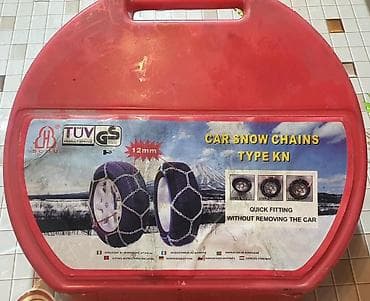 TÜV
GS
12mm
CAR SNOW CHAINS
TYPE KN
QUICK FITTING
WITHOUT REMOVING THE CAR